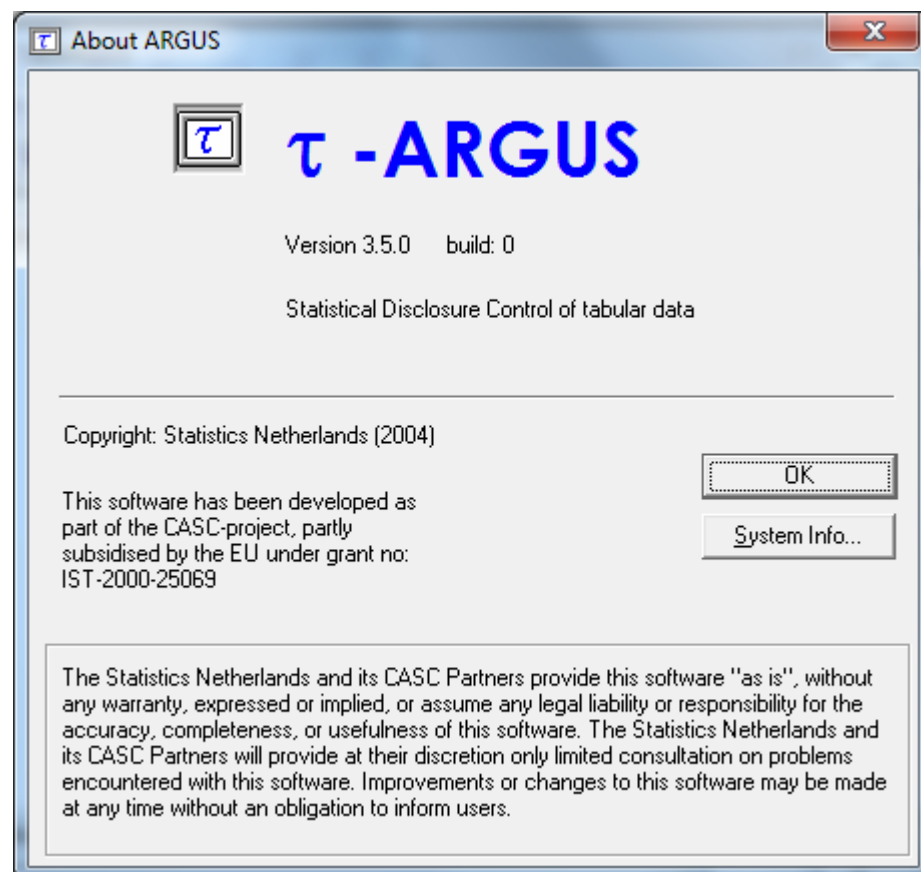 τ About ARGUS
τ
τ -ARGUS
Version 3.5.0 build: 0
Statistical Disclosure Control of tabular data
Copyright: Statistics Netherlands (2004)
OK
This software has been developed as
part of the CASC-project, partly
subsidised by the EU under grant no:
IST-2000-25069
System Info...
The Statistics Netherlands and its CASC Partners provide this software "as is", without
any warranty, expressed or implied, or assume any legal liability or responsibility for the
accuracy, completeness, or usefulness of this software. The Statistics Netherlands and
its CASC Partners will provide at their discretion only limited consultation on problems
encountered with this software. Improvements or changes to this software may be made
at any time without an obligation to inform users.